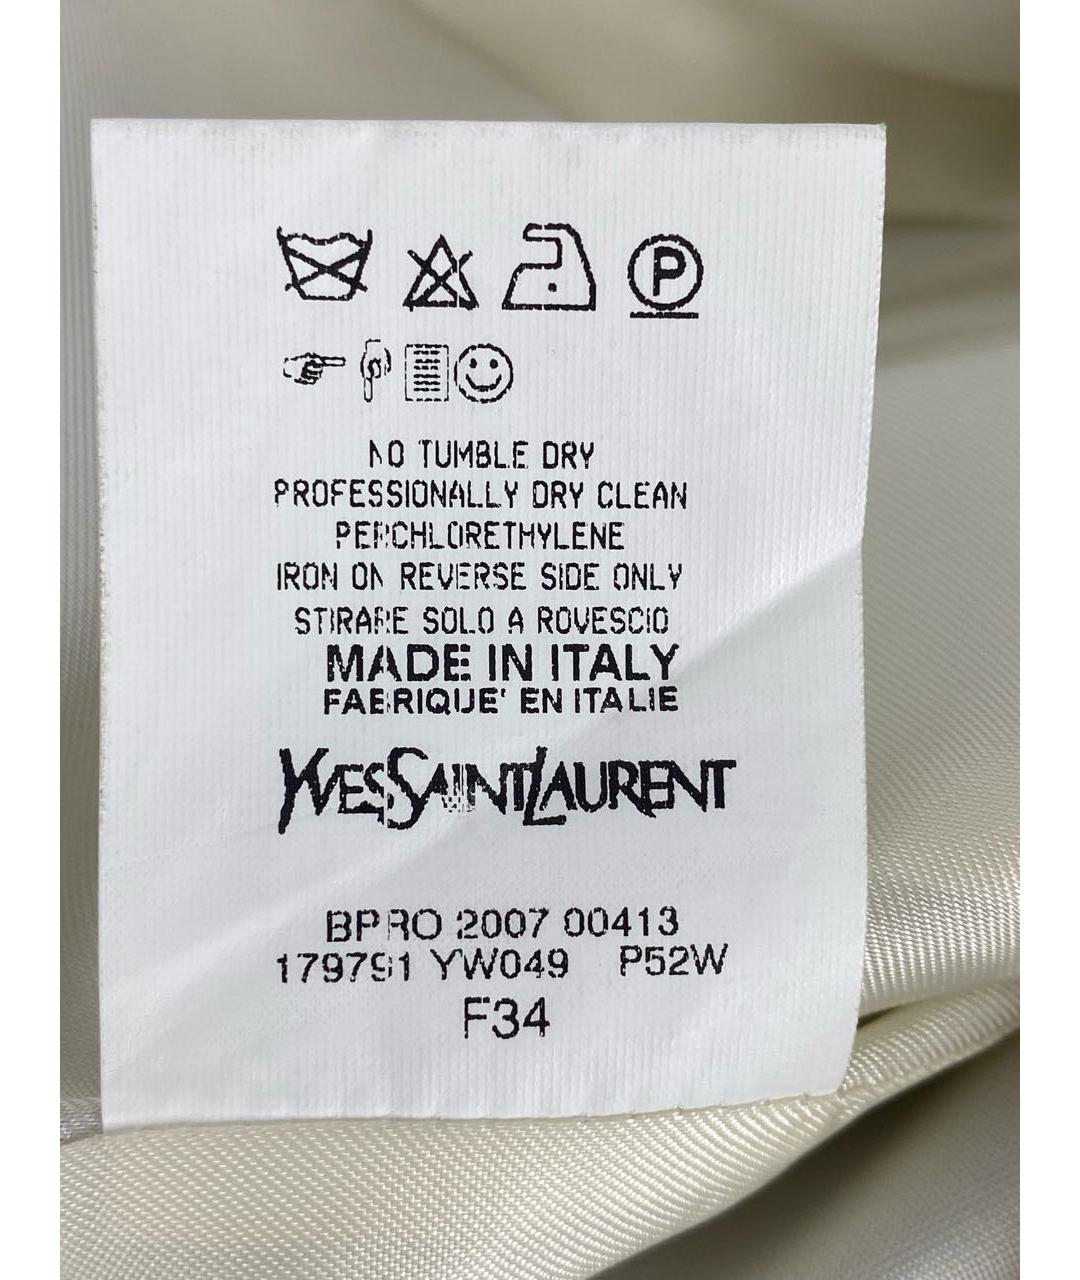 P
NO TUMBLE DRY
PROFESSIONALLY DRY CLEAN
PERCHLORETHYLENE
IRON ON REVERSE SIDE ONLY
STIRARE SOLO A ROVESCIO
MADE IN ITALY
FABRIQUE' EN ITALIE
YVESSAINTLAURENT
BPRO 2007 00413
179791 YW049 P52W
F34